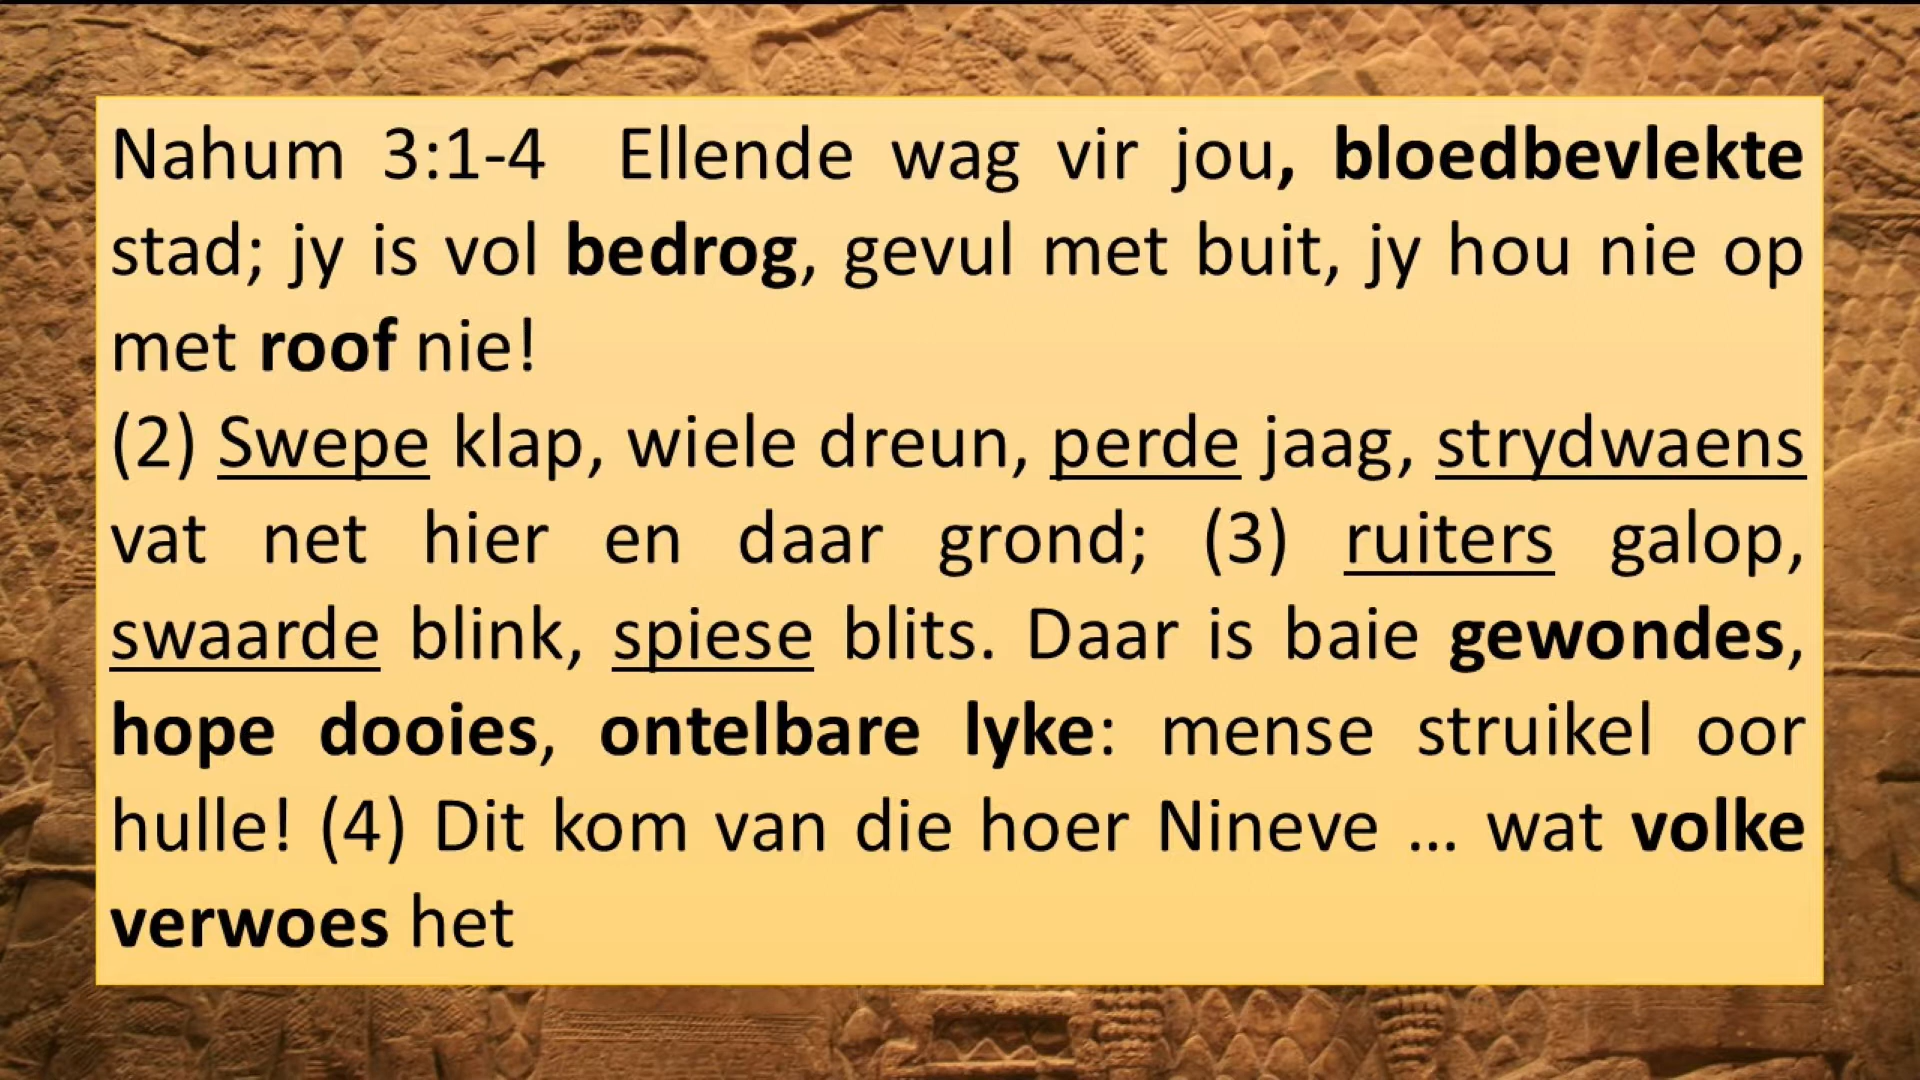 Nahum 3:1-4 Ellende wag vir jou, bloedbevlekte
stad; jy is vol bedrog, gevul met buit, jy hou nie op
met roof nie!
(2) Swepe klap, wiele dreun, perde jaag, strydwaens
vat net hier en daar grond; (3) ruiters galop,
swaarde blink, spiese blits. Daar is baie gewondes,
hope dooies, ontelbare lyke: mense struikel oor
hulle! (4) Dit kom van die hoer Nineve ... wat volke
verwoes het